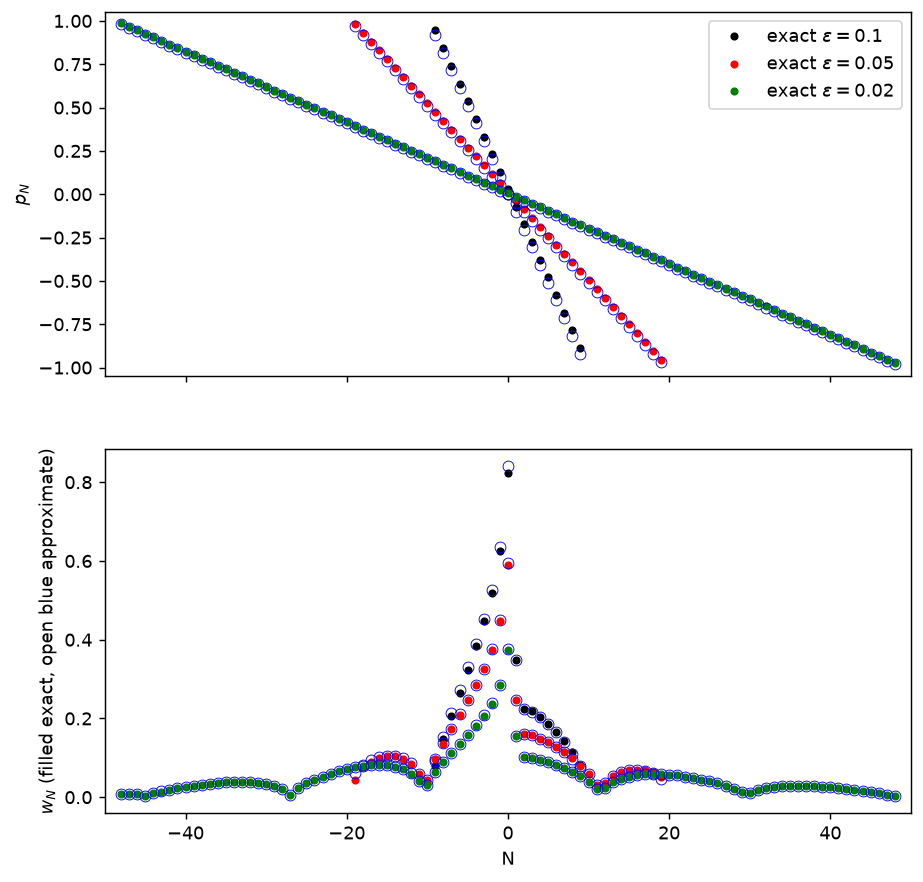 1.00
0.75
0.50
0.25
0.00
−0.25
−0.50
−0.75
−1.00
p_N
exact ε = 0.1
exact ε = 0.05
exact ε = 0.02
0.8
0.6
0.4
0.2
0.0
w_N (filled exact, open blue approximate)
−40 −20 0 20 40
N